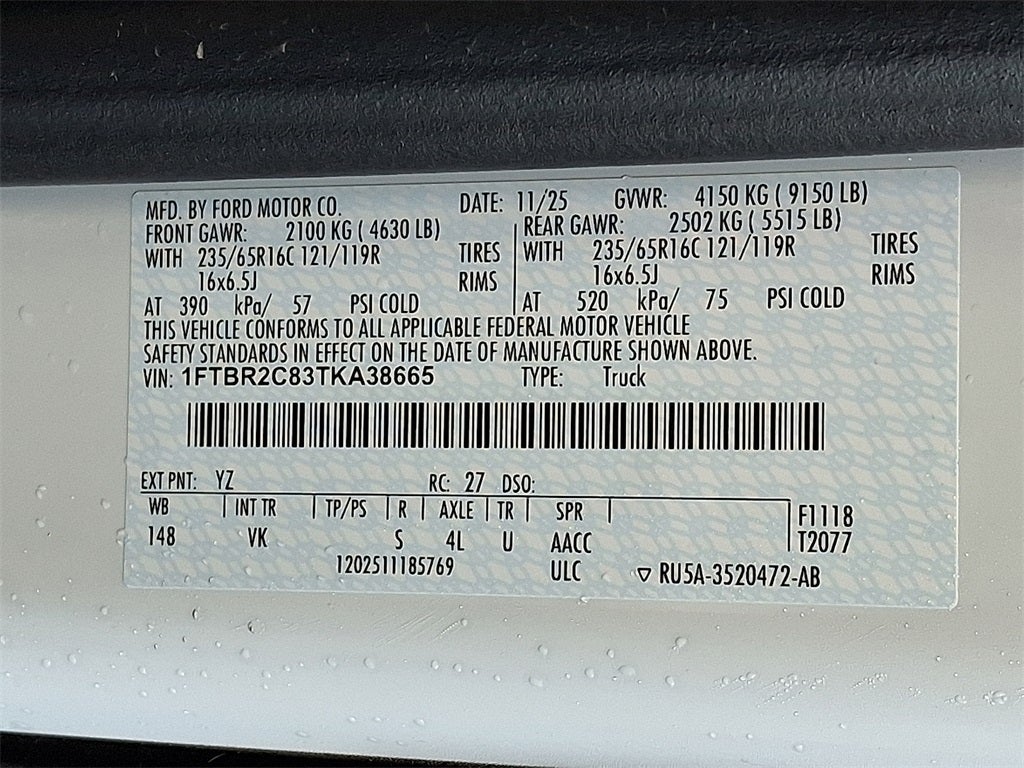 MFD. BY FORD MOTOR CO. DATE: 11/25 GVWR: 4150 KG ( 9150 LB)
FRONT GAWR: 2100 KG ( 4630 LB) REAR GAWR: 2502 KG ( 5515 LB)
WITH 235/65R16C 121/119R TIRES WITH 235/65R16C 121/119R TIRES
16x6.5J RIMS 16x6.5J RIMS
AT 390 kPa/ 57 PSI COLD AT 520 kPa/ 75 PSI COLD
THIS VEHICLE CONFORMS TO ALL APPLICABLE FEDERAL MOTOR VEHICLE
SAFETY STANDARDS IN EFFECT ON THE DATE OF MANUFACTURE SHOWN ABOVE.
VIN: 1FTBR2C83TKA38665 TYPE: Truck
EXT PNT: YZ RC: 27 DSO:
WB INT TR TP/PS R AXLE TR SPR F1118
148 VK S 4L U AACC T2077
1202511185769 ULC ▽ RU5A-3520472-AB